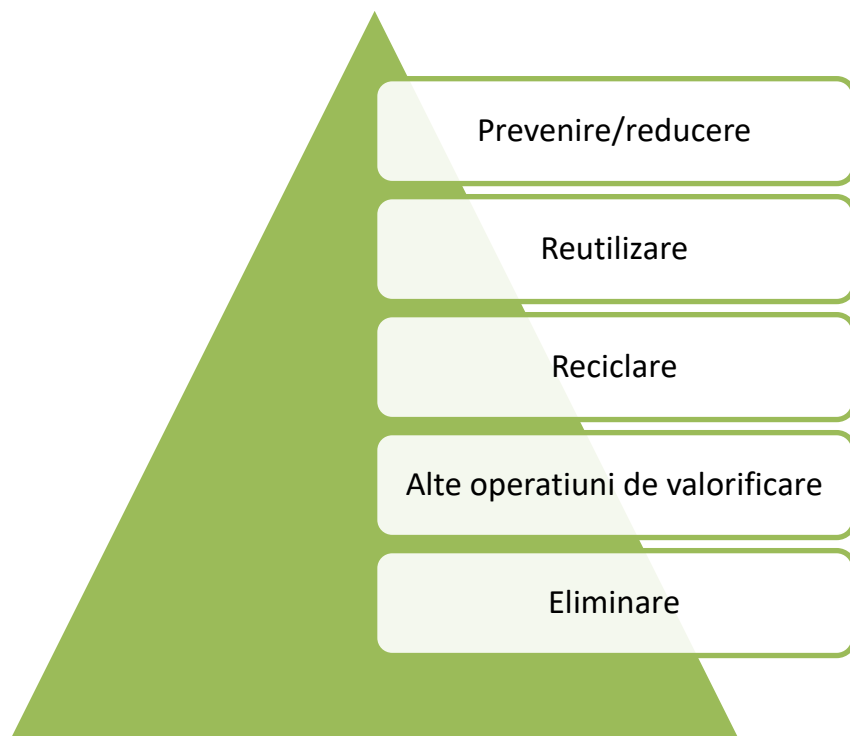 Prevenire/reducere
Reutilizare
Reciclare
Alte operatiuni de valorificare
Eliminare